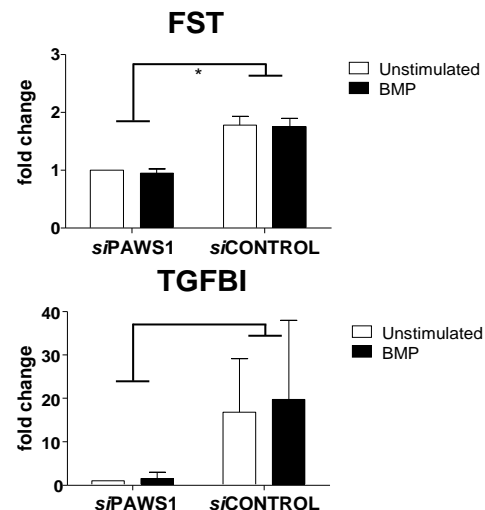 FST
3
2
1
0
fold change
*
Unstimulated
BMP
siPAWS1 siCONTROL
TGFBI
40
30
20
10
0
fold change
Unstimulated
BMP
siPAWS1 siCONTROL